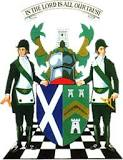 IN THE LORD IS ALL OUR TRUST